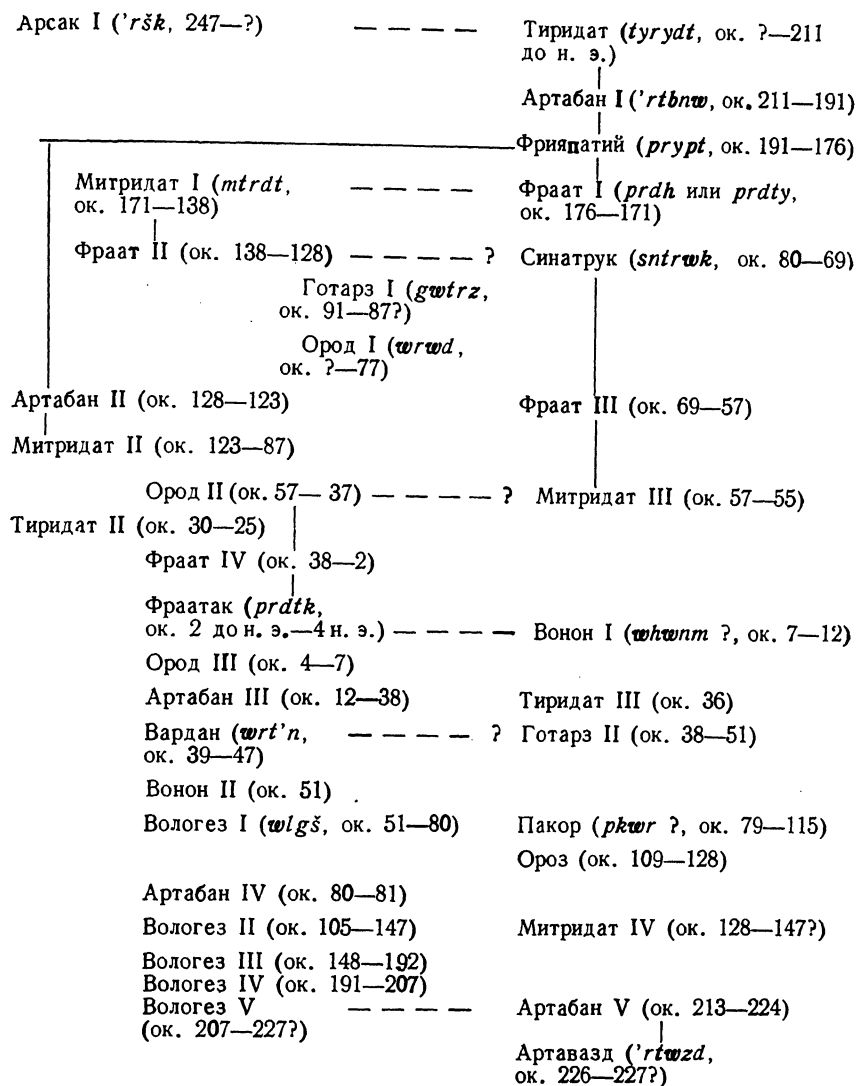 Арсак I ('ršk, 247—?) — — — — Тиридат (tyrydt, ок. ?—211
до н. э.)
Артабан I ('rtbnw, ок. 211—191)
Фрияпатий (prypt, ок. 191—176)
Митридат I (mtrdt, — — — — Фраат I (prdh или prdty,
ок. 171—138) ок. 176—171)
Фраат II (ок. 138—128) — — — — ? Синатрук (sntrwk, ок. 80—69)
Готарз I (gwtrz,
ок. 91—87?)
Ород I (wrwd,
ок. ?—77)
Артабан II (ок. 128—123) Фраат III (ок. 69—57)
Митридат II (ок. 123—87)
Ород II (ок. 57— 37) — — — — — ? Митридат III (ок. 57—55)
Тиридат II (ок. 30—25)
Фраат IV (ок. 38—2)
Фраатак (prdtk,
ок. 2 до н. э.—4 н. э.) — — — — Вонон I (whwnm ?, ок. 7—12)
Ород III (ок. 4—7)
Артабан III (ок. 12—38) Тиридат III (ок. 36)
Вардан (wrt'n, — — — — — ? Готарз II (ок. 38—51)
ок. 39—47)
Вонон II (ок. 51)
Вологез I (wlgš, ок. 51—80) Пакор (pkwr ?, ок. 79—115)
Ороз (ок. 109—128)
Артабан IV (ок. 80—81)
Вологез II (ок. 105—147) Митридат IV (ок. 128—147?)
Вологез III (ок. 148—192)
Вологез IV (ок. 191—207)
Вологез V — — — — Артабан V (ок. 213—224)
(ок. 207—227?)
Артавазд ('rtwzd,
ок. 226—227?)